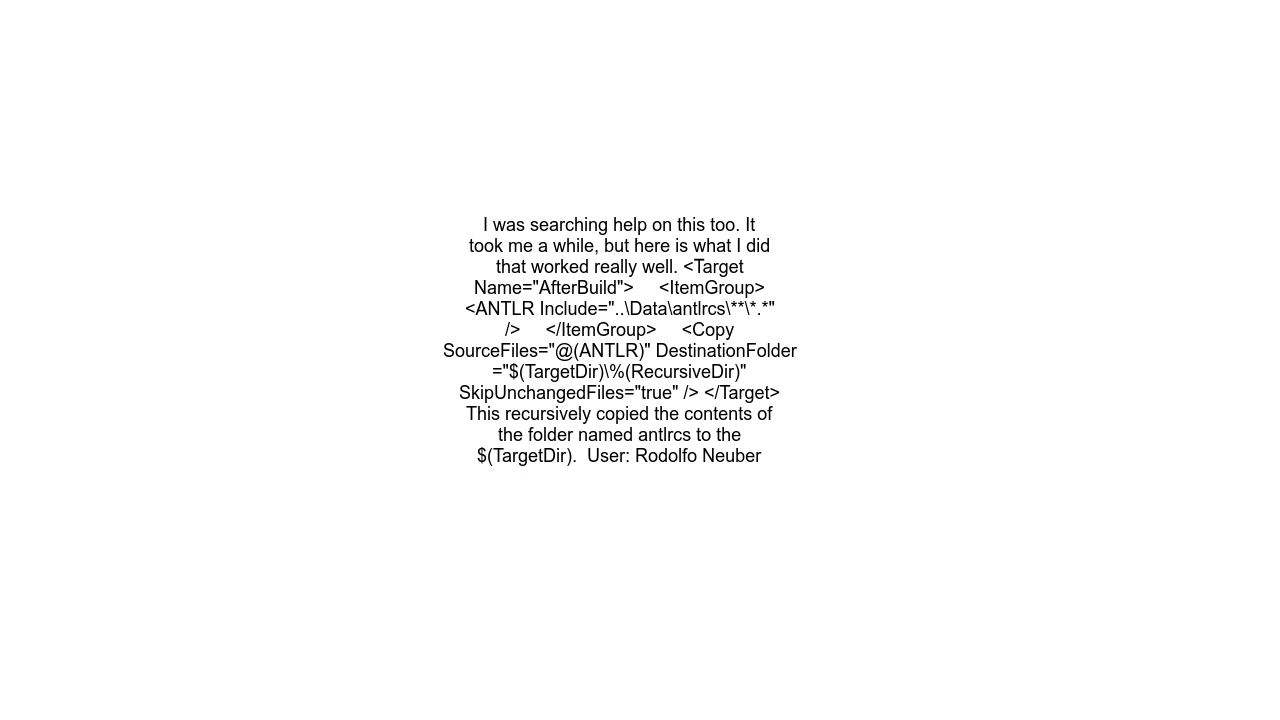 I was searching help on this too. It
took me a while, but here is what I did
that worked really well. <Target
Name="AfterBuild">     <ItemGroup>
<ANTLR Include="..\Data\antlrcs\**\*.*"
/>     </ItemGroup>     <Copy
SourceFiles="@(ANTLR)" DestinationFolder
="$(TargetDir)\%(RecursiveDir)"
SkipUnchangedFiles="true" /> </Target>
This recursively copied the contents of
the folder named antlrcs to the
$(TargetDir).  User: Rodolfo Neuber